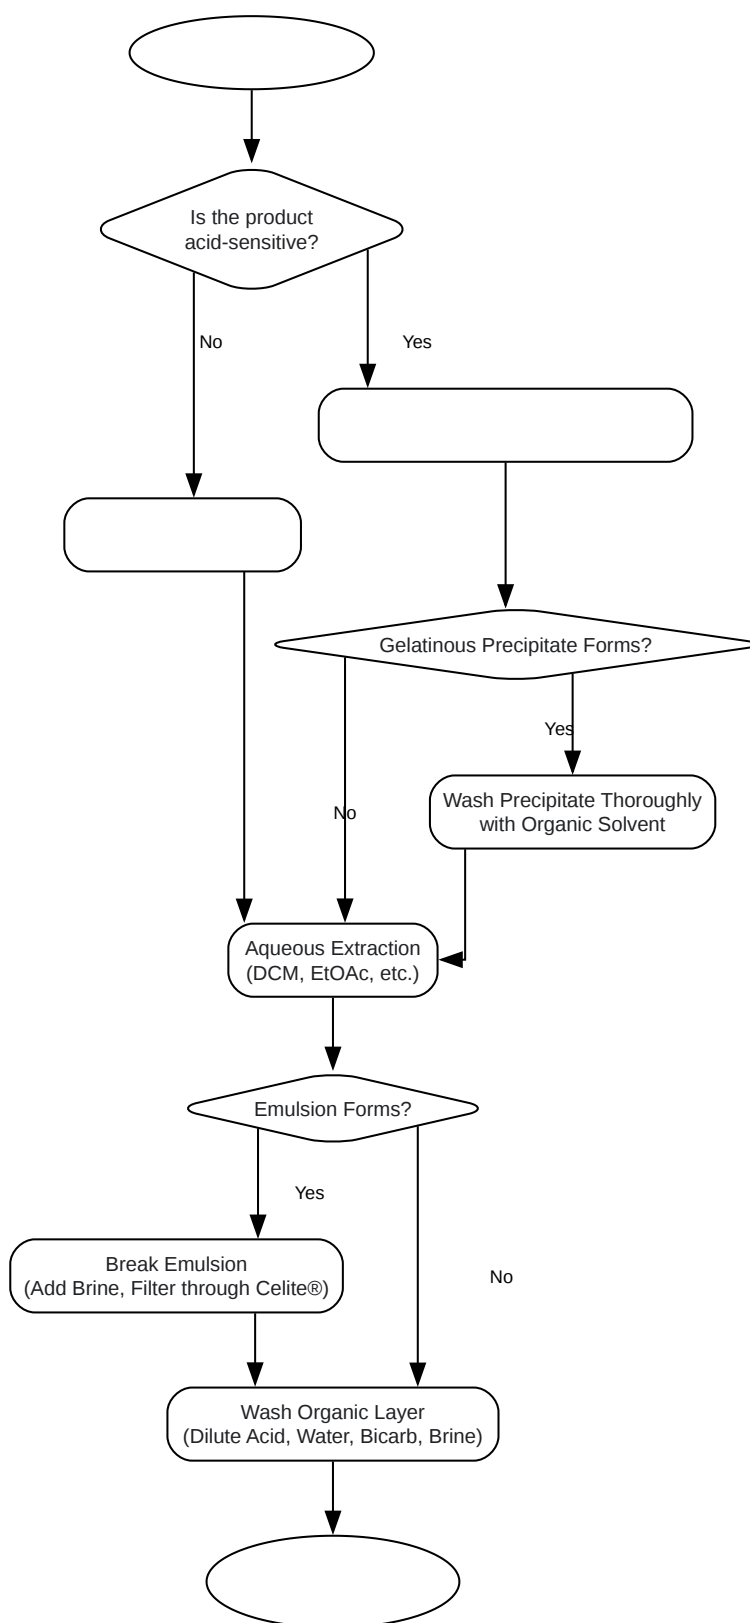 Is the product
acid-sensitive?
No
Yes
Gelatinous Precipitate Forms?
Yes
Wash Precipitate Thoroughly
with Organic Solvent
No
Aqueous Extraction
(DCM, EtOAc, etc.)
Emulsion Forms?
Yes
Break Emulsion
(Add Brine, Filter through Celite®)
No
Wash Organic Layer
(Dilute Acid, Water, Bicarb, Brine)